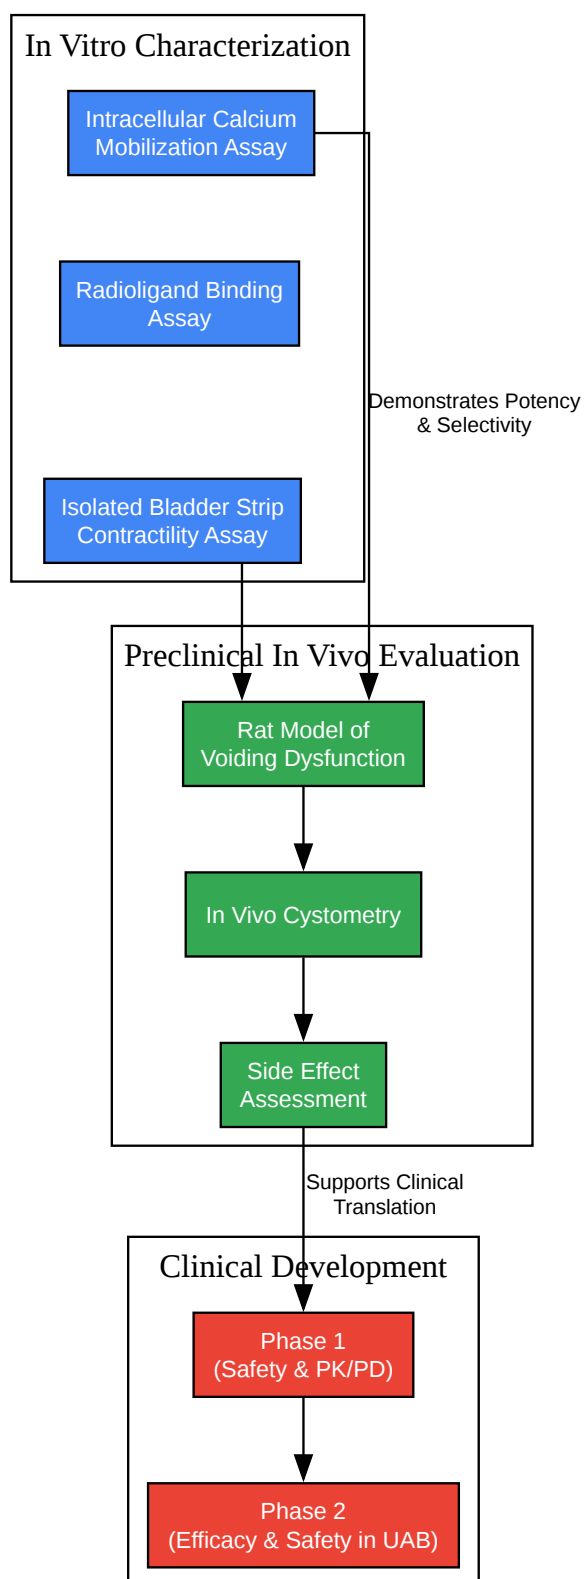 In Vitro Characterization
Intracellular Calcium
Mobilization Assay
Radioligand Binding
Assay
Demonstrates Potency
& Selectivity
Isolated Bladder Strip
Contractility Assay
Preclinical In Vivo Evaluation
Rat Model of
Voiding Dysfunction
In Vivo Cystometry
Side Effect
Assessment
Supports Clinical
Translation
Clinical Development
Phase 1
(Safety & PK/PD)
Phase 2
(Efficacy & Safety in UAB)